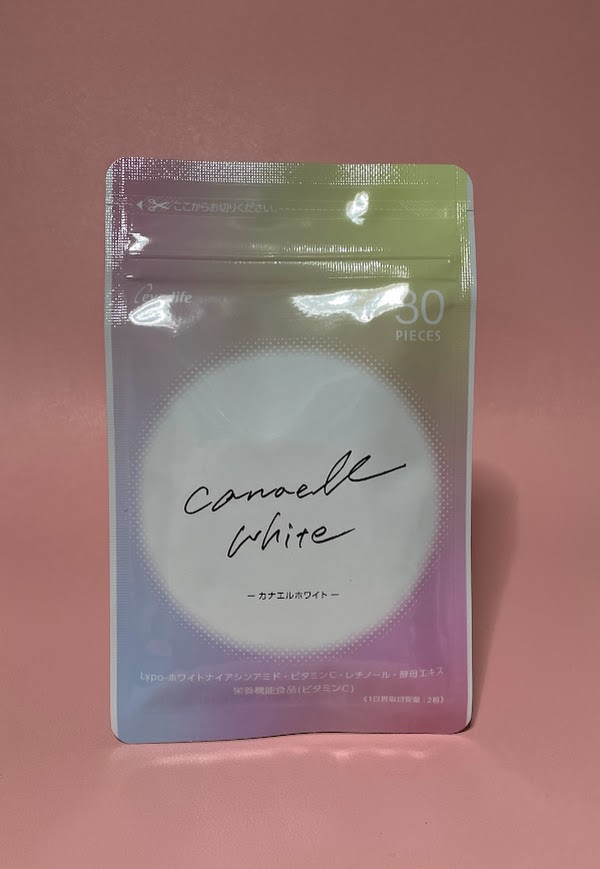 ここからお切りください。
30
PIECES
canaell
white
ーカナエルホワイトー
Lypo-ホワイトナイアシンアミド・ビタミンC・レチノール・酵母エキス
栄養機能食品(ビタミンC)
《1日摂取目安量:2粒》